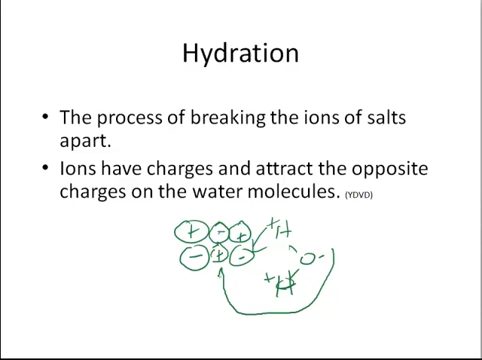 Hydration
• The process of breaking the ions of salts
apart.
• Ions have charges and attract the opposite
charges on the water molecules. (YDVD)
+ - + +H
- + - O-
+H